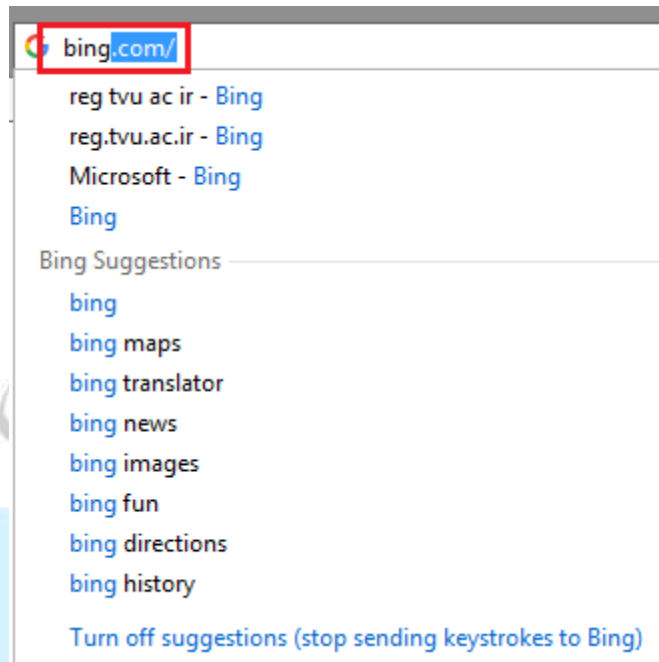 bing.com/
reg tvu ac ir - Bing
reg.tvu.ac.ir - Bing
Microsoft - Bing
Bing
Bing Suggestions
bing
bing maps
bing translator
bing news
bing images
bing fun
bing directions
bing history
Turn off suggestions (stop sending keystrokes to Bing)